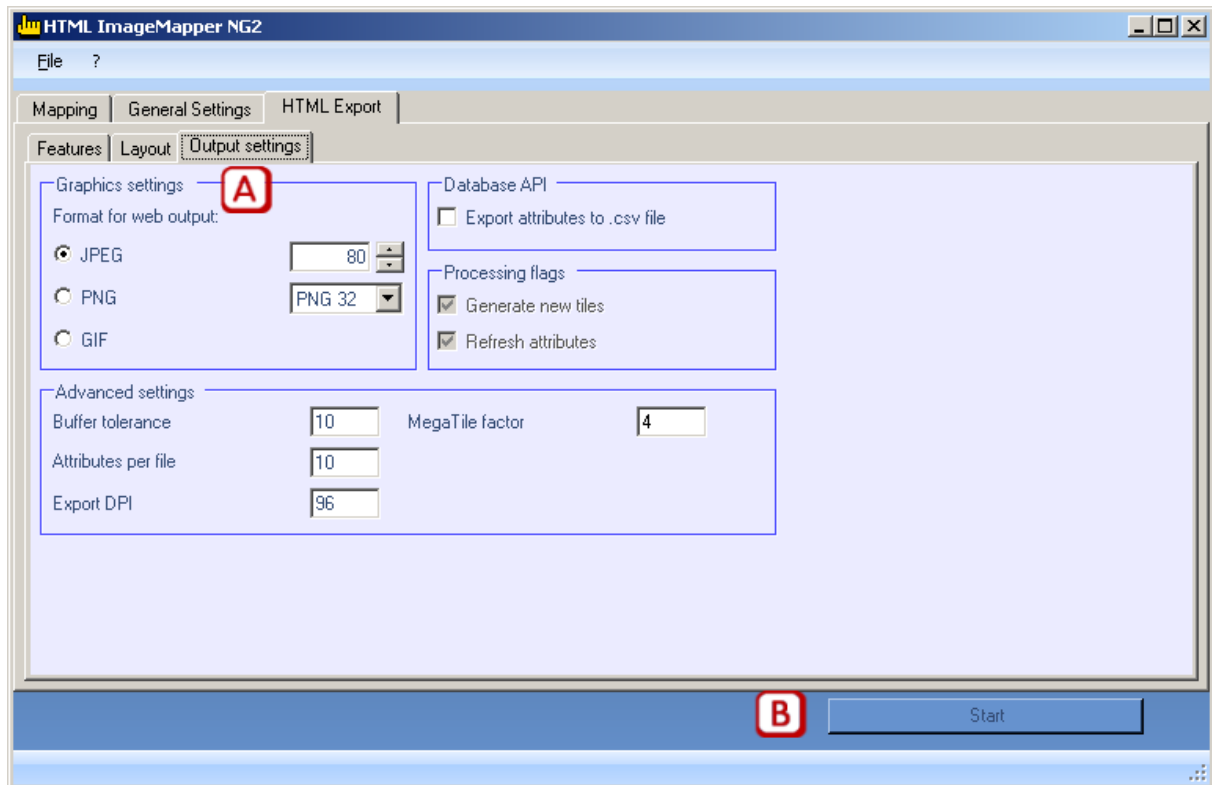 HTML ImageMapper NG2
File ?
Mapping General Settings HTML Export
Features Layout Output settings
A
Graphics settings
Format for web output:
JPEG 80
PNG PNG 32
GIF
Database API
Export attributes to .csv file
Processing flags
Generate new tiles
Refresh attributes
Advanced settings
Buffer tolerance 10 MegaTile factor 4
Attributes per file 10
Export DPI 96
B Start